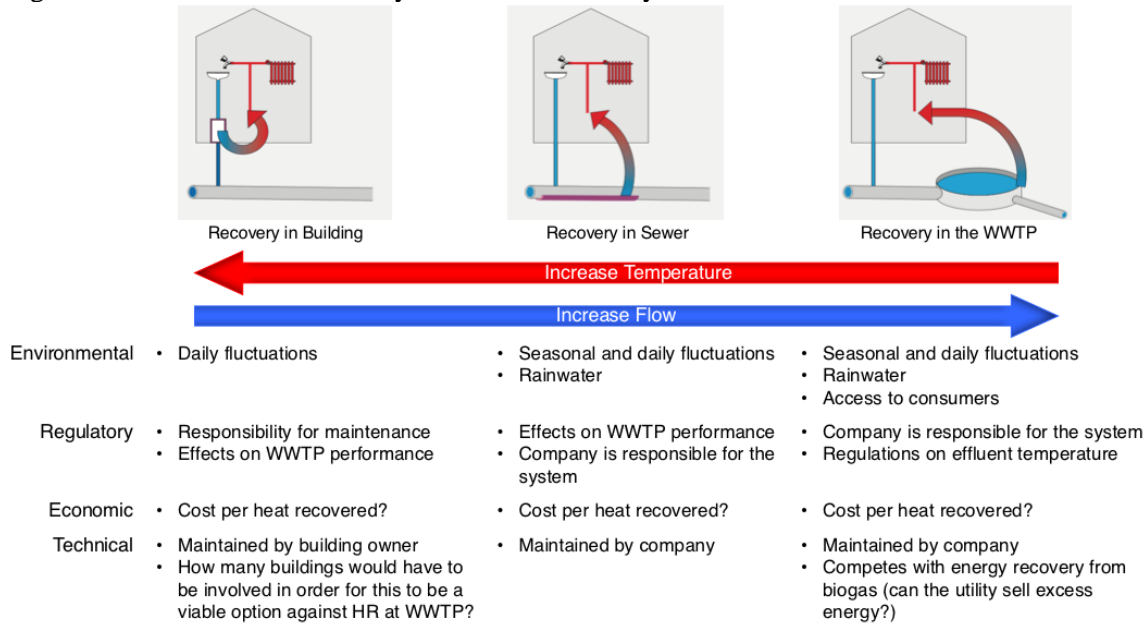 Recovery in Building
Recovery in Sewer
Recovery in the WWTP
Increase Temperature
Increase Flow
Environmental
• Daily fluctuations
• Seasonal and daily fluctuations
• Rainwater
• Seasonal and daily fluctuations
• Rainwater
• Access to consumers
Regulatory
• Responsibility for maintenance
• Effects on WWTP performance
• Effects on WWTP performance
• Company is responsible for the
system
• Company is responsible for the system
• Regulations on effluent temperature
Economic
• Cost per heat recovered?
• Cost per heat recovered?
• Cost per heat recovered?
Technical
• Maintained by building owner
• How many buildings would have to
be involved in order for this to be a
viable option against HR at WWTP?
• Maintained by company
• Maintained by company
• Competes with energy recovery from
biogas (can the utility sell excess
energy?)